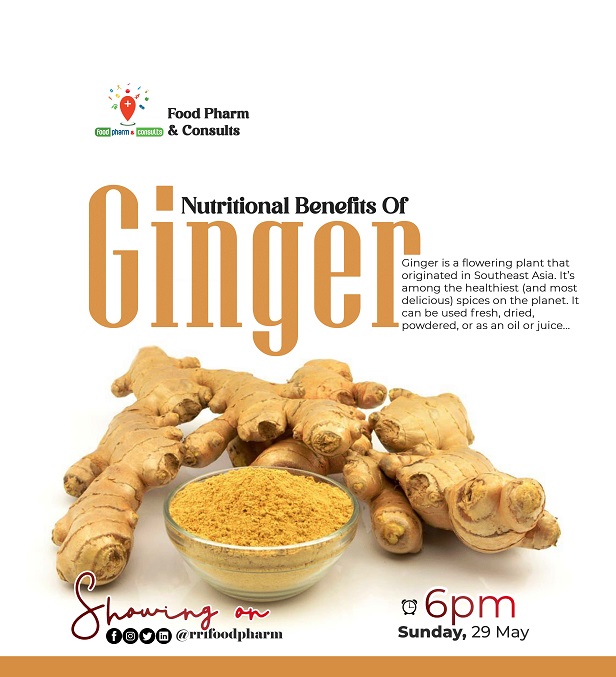 food pharm & consults
Food Pharm
& Consults
Nutritional Benefits Of
Ginger
Ginger is a flowering plant that
originated in Southeast Asia. It's
among the healthiest (and most
delicious) spices on the planet. It
can be used fresh, dried,
powdered, or as an oil or juice...
Showing on
@rrifoodpharm
6pm
Sunday, 29 May